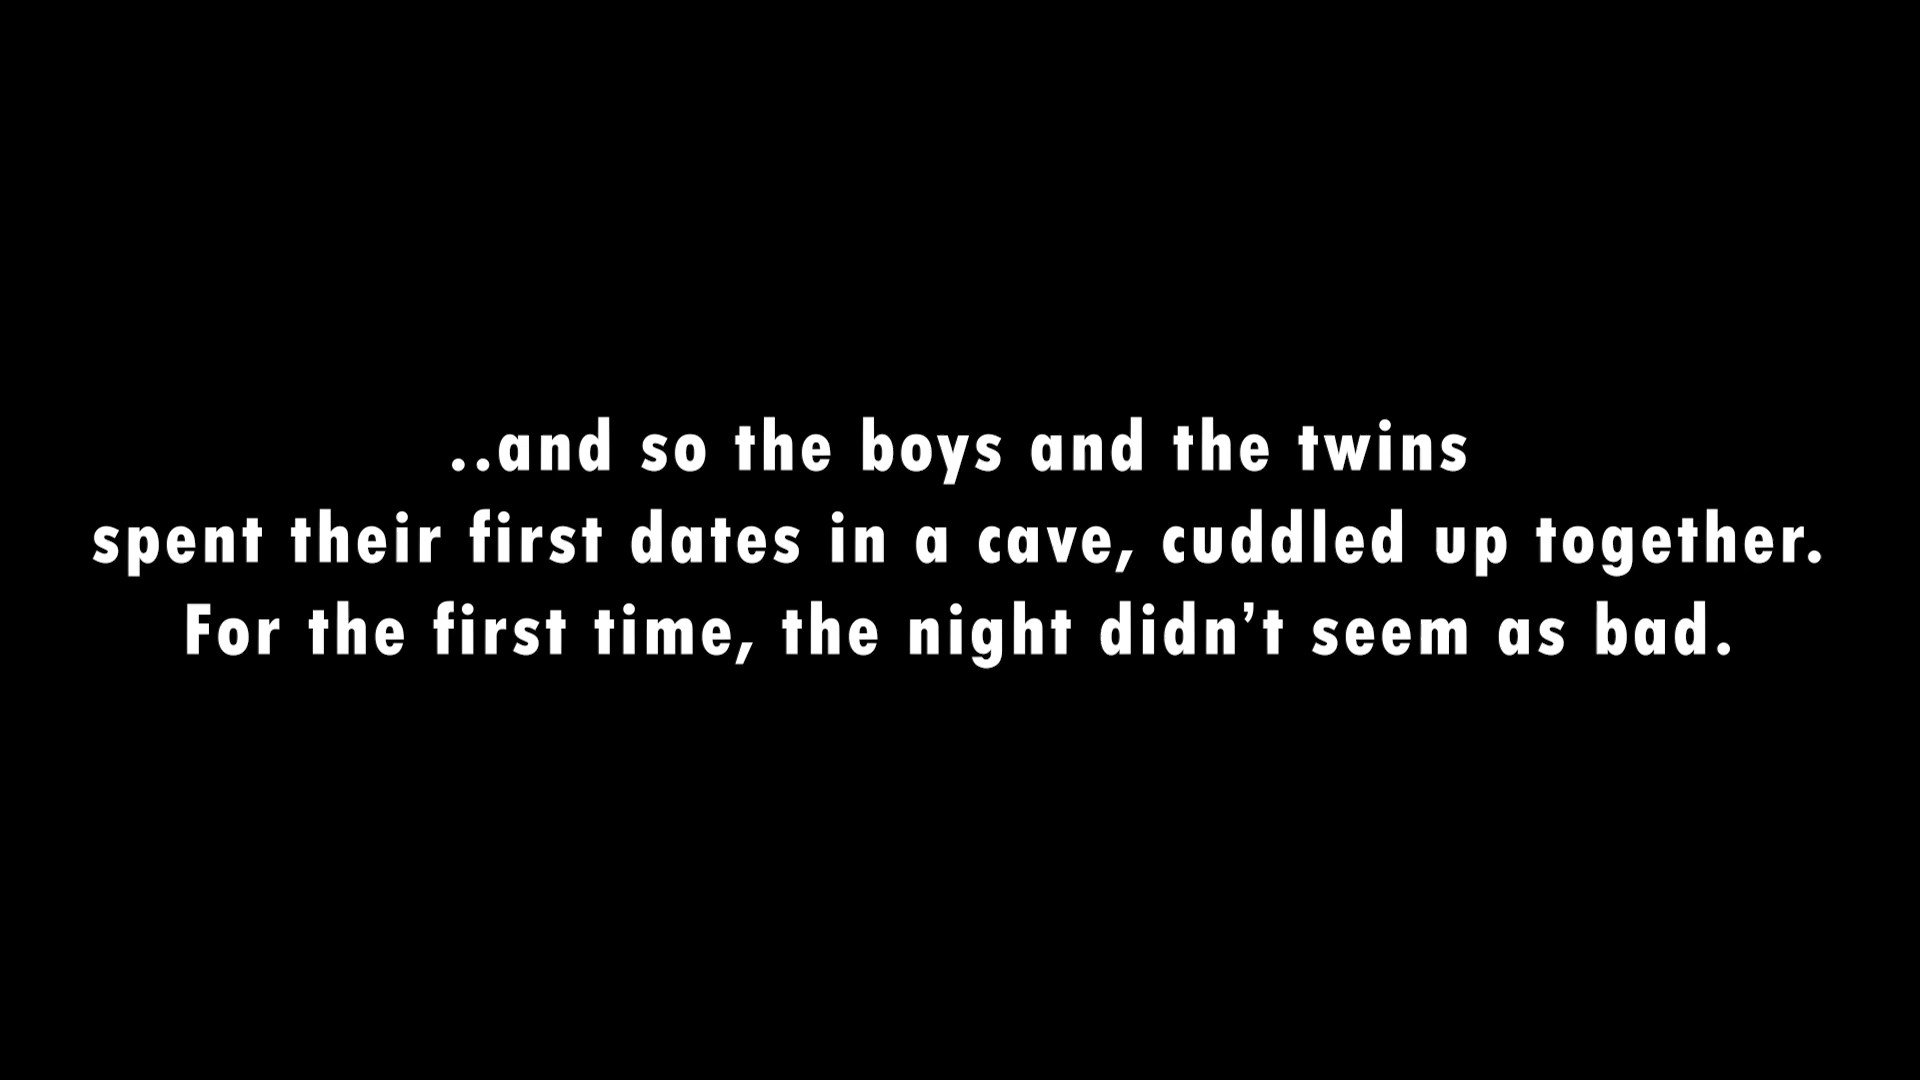 ..and so the boys and the twins
spent their first dates in a cave, cuddled up together.
For the first time, the night didn’t seem as bad.